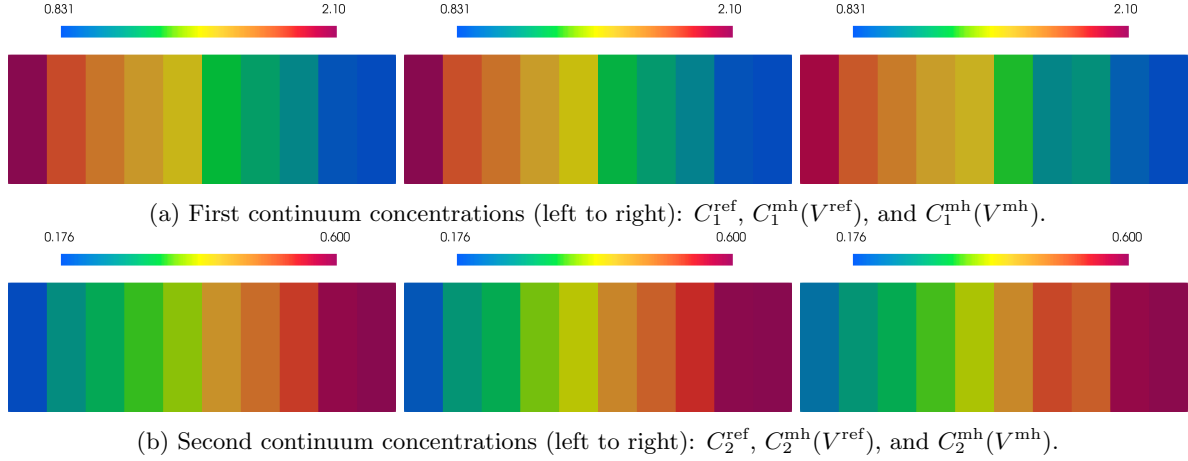 0.831 2.10 0.831 2.10 0.831 2.10
(a) First continuum concentrations (left to right): C₁ʳᵉᶠ, C₁ᵐʰ(Vʳᵉᶠ), and C₁ᵐʰ(Vᵐʰ).
0.176 0.600 0.176 0.600 0.176 0.600
(b) Second continuum concentrations (left to right): C₂ʳᵉᶠ, C₂ᵐʰ(Vʳᵉᶠ), and C₂ᵐʰ(Vᵐʰ).